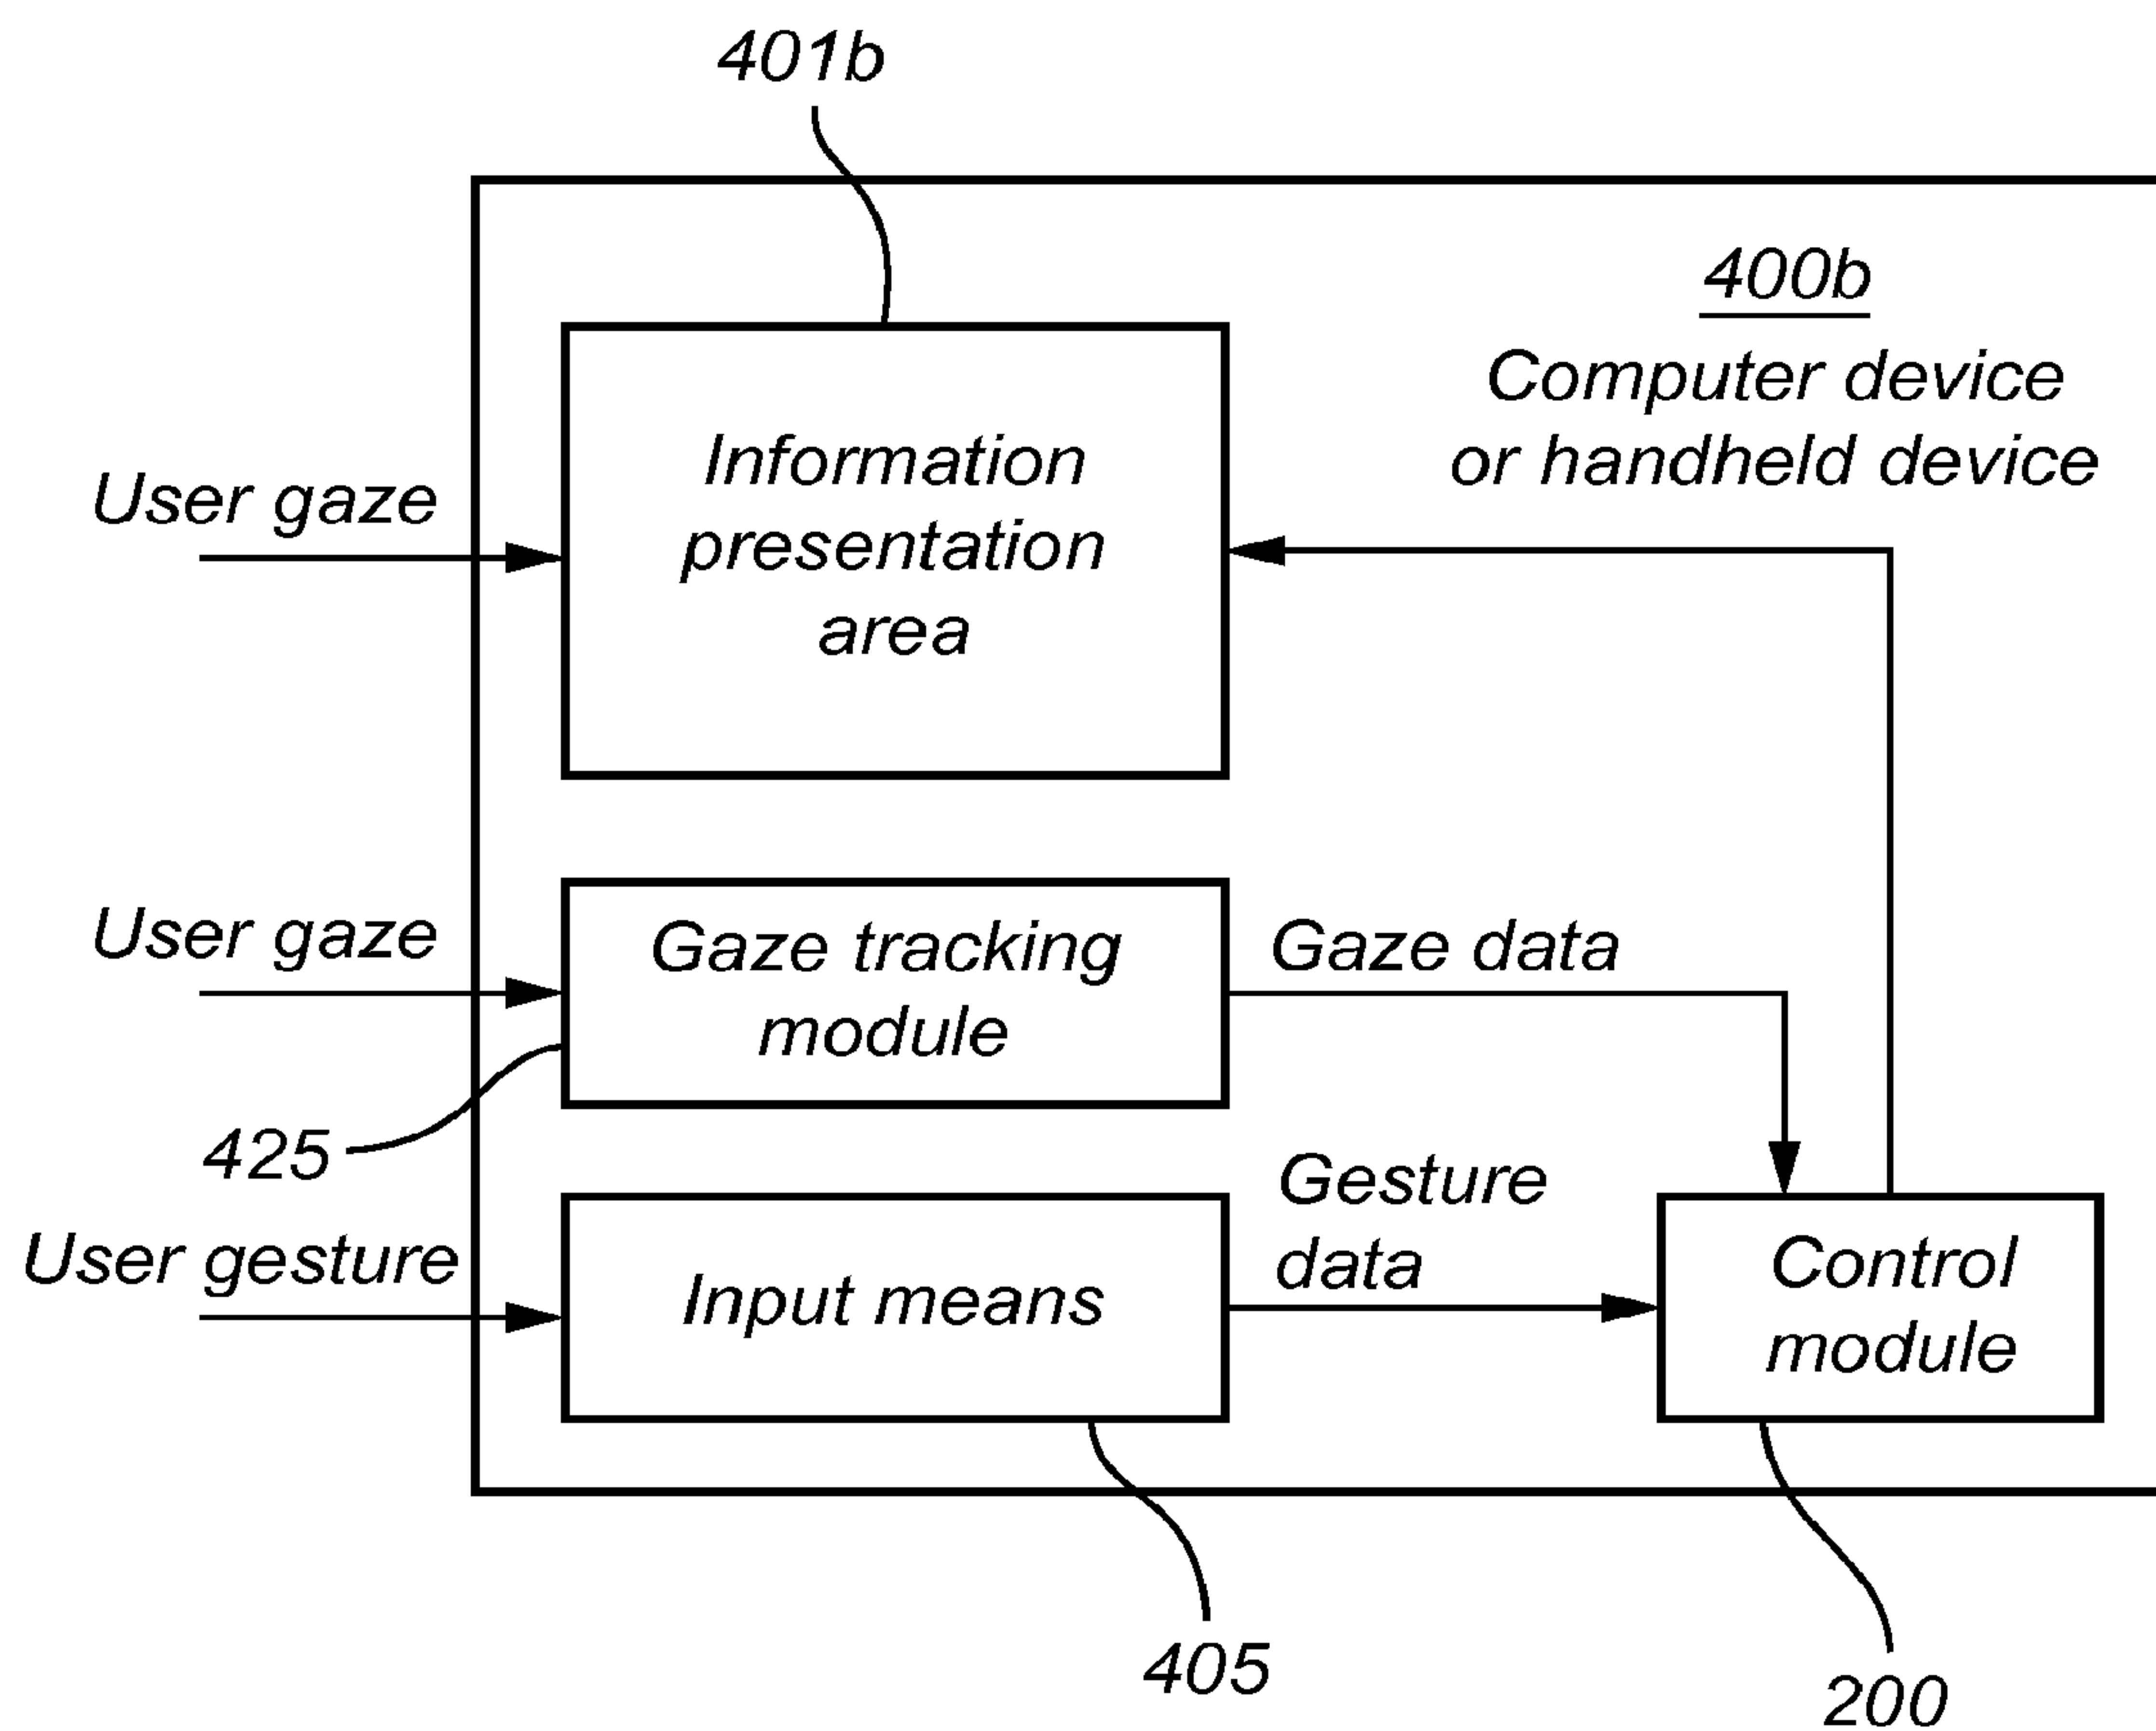 401b
400b
Computer device
or handheld device
Information
presentation
area
User gaze
User gaze
Gaze tracking
module
Gaze data
425
Gesture
data
User gesture
Input means
Control
module
405
200